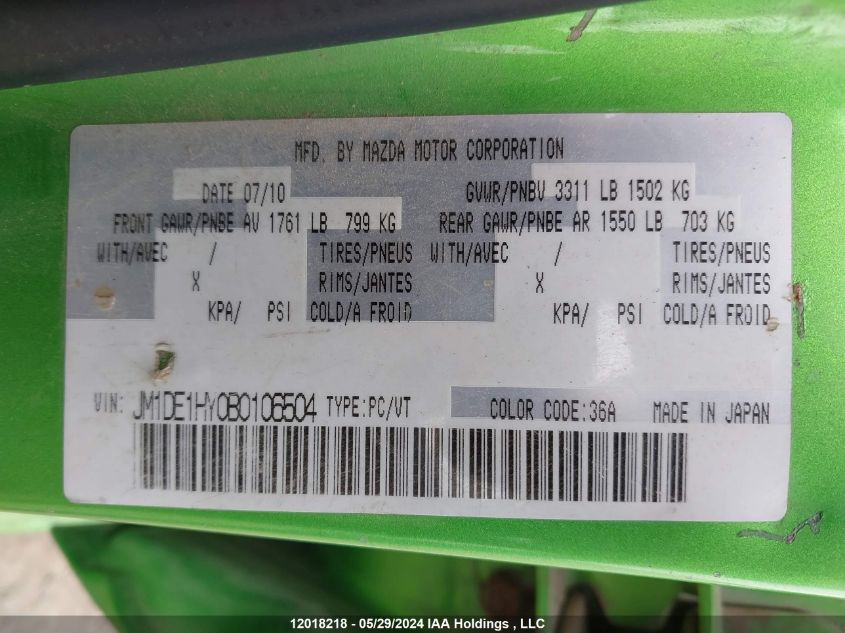 MFD. BY MAZDA MOTOR CORPORATION
DATE 07/10 GVWR/PNBV 3311 LB 1502 KG
FRONT GAWR/PNBE AV 1761 LB 799 KG REAR GAWR/PNBE AR 1550 LB 703 KG
WITH/AVEC / TIRES/PNEUS WITH/AVEC / TIRES/PNEUS
X RIMS/JANTES X RIMS/JANTES
KPA/ PSI COLD/A FROID KPA/ PSI COLD/A FROID
VIN: JM1DE1HY0B0106504 TYPE:PC/VT COLOR CODE:36A MADE IN JAPAN
12018218 - 05/29/2024 IAA Holdings , LLC